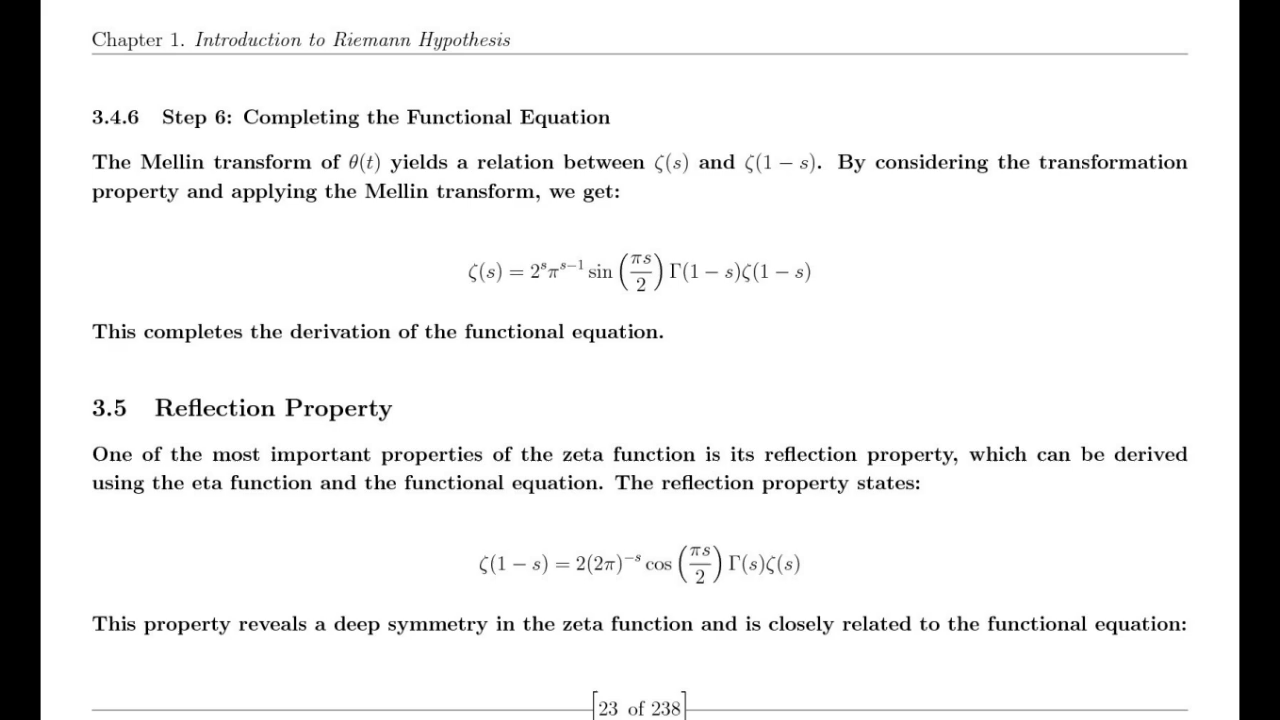 Chapter 1. Introduction to Riemann Hypothesis
3.4.6 Step 6: Completing the Functional Equation
The Mellin transform of θ(t) yields a relation between ζ(s) and ζ(1 − s). By considering the transformation
property and applying the Mellin transform, we get:
ζ(s) = 2^s π^{s−1} sin (πs/2) Γ(1 − s)ζ(1 − s)
This completes the derivation of the functional equation.
3.5 Reflection Property
One of the most important properties of the zeta function is its reflection property, which can be derived
using the eta function and the functional equation. The reflection property states:
ζ(1 − s) = 2(2π)^{−s} cos (πs/2) Γ(s)ζ(s)
This property reveals a deep symmetry in the zeta function and is closely related to the functional equation:
[23 of 238]